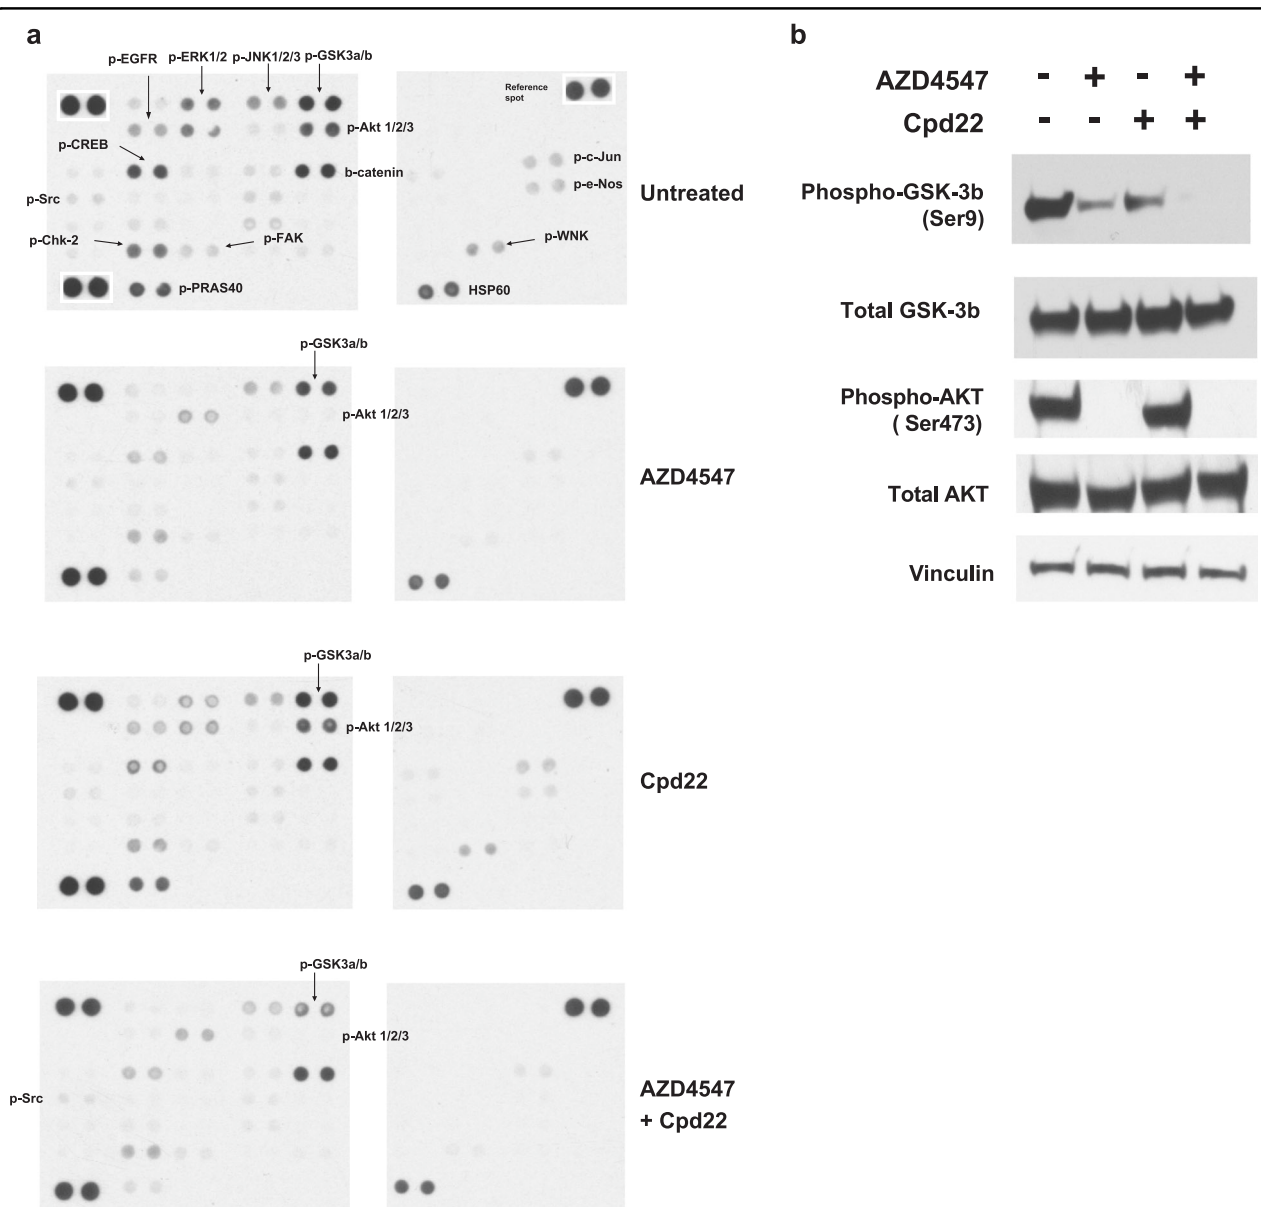 a
p-EGFR p-ERK1/2 p-JNK1/2/3 p-GSK3a/b
Reference
spot
p-Akt 1/2/3
p-CREB
b-catenin
p-c-Jun
p-e-Nos
p-Src
Untreated
p-Chk-2
p-FAK
p-WNK
p-PRAS40
HSP60
p-GSK3a/b
p-Akt 1/2/3
AZD4547
p-GSK3a/b
p-Akt 1/2/3
Cpd22
p-GSK3a/b
p-Akt 1/2/3
p-Src
AZD4547
+ Cpd22
b
AZD4547 - + - +
Cpd22 - - + +
Phospho-GSK-3b
(Ser9)
Total GSK-3b
Phospho-AKT
( Ser473)
Total AKT
Vinculin